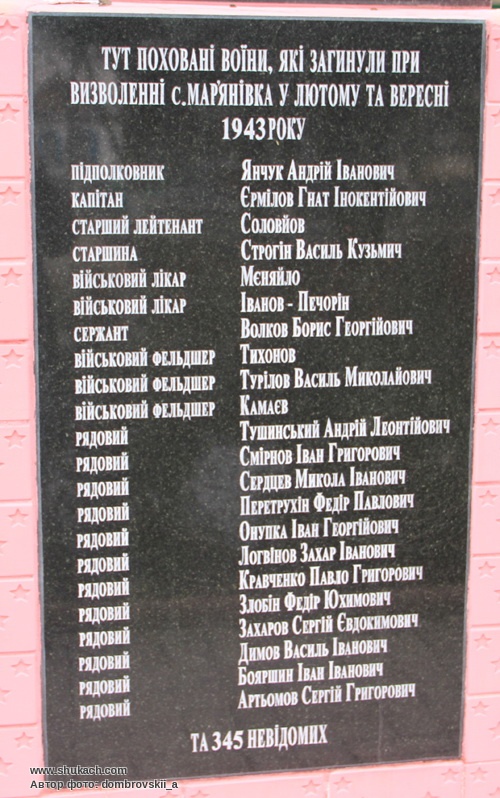 ТУТ ПОХОВАНІ ВОЇНИ, ЯКІ ЗАГИНУЛИ ПРИ
ВИЗВОЛЕННІ с.МАР'ЯНІВКА У ЛЮТОМУ ТА ВЕРЕСНІ
1943 РОКУ
ПІДПОЛКОВНИК ЯНЧУК АНДРІЙ ІВАНОВИЧ
КАПІТАН ЄРМІЛОВ ГНАТ ІНОКЕНТІЙОВИЧ
СТАРШИЙ ЛЕЙТЕНАНТ СОЛОВЙОВ
СТАРШИНА СТРОГІН ВАСИЛЬ КУЗЬМИЧ
ВІЙСЬКОВИЙ ЛІКАР МЄНЯЙЛО
ВІЙСЬКОВИЙ ЛІКАР ІВАНОВ - ПЕЧОРІН
СЕРЖАНТ ВОЛКОВ БОРИС ГЕОРГІЙОВИЧ
ВІЙСЬКОВИЙ ФЕЛЬДШЕР ТИХОНОВ
ВІЙСЬКОВИЙ ФЕЛЬДШЕР ТУРІЛОВ ВАСИЛЬ МИКОЛАЙОВИЧ
ВІЙСЬКОВИЙ ФЕЛЬДШЕР КАМАЄВ
РЯДОВИЙ ТУШИНСЬКИЙ АНДРІЙ ЛЕОНТІЙОВИЧ
РЯДОВИЙ СМІРНОВ ІВАН ГРИГОРОВИЧ
РЯДОВИЙ СЕРДЦЕВ МИКОЛА ІВАНОВИЧ
РЯДОВИЙ ПЕРЕТРУХІН ФЕДІР ПАВЛОВИЧ
РЯДОВИЙ ОНУПКА ІВАН ГЕОРГІЙОВИЧ
РЯДОВИЙ ЛОГВІНОВ ЗАХАР ІВАНОВИЧ
РЯДОВИЙ КРАВЧЕНКО ПАВЛО ГРИГОРОВИЧ
РЯДОВИЙ ЗЛОБІН ФЕДІР ЮХИМОВИЧ
РЯДОВИЙ ЗАХАРОВ СЕРГІЙ ЄВДОКИМОВИЧ
РЯДОВИЙ ДИМОВ ВАСИЛЬ ІВАНОВИЧ
РЯДОВИЙ БОЯРШИН ІВАН ІВАНОВИЧ
РЯДОВИЙ АРТЬОМОВ СЕРГІЙ ГРИГОРОВИЧ
ТА 345 НЕВІДОМИХ
www.shukach.com
Автор фото: dombrovskii_a